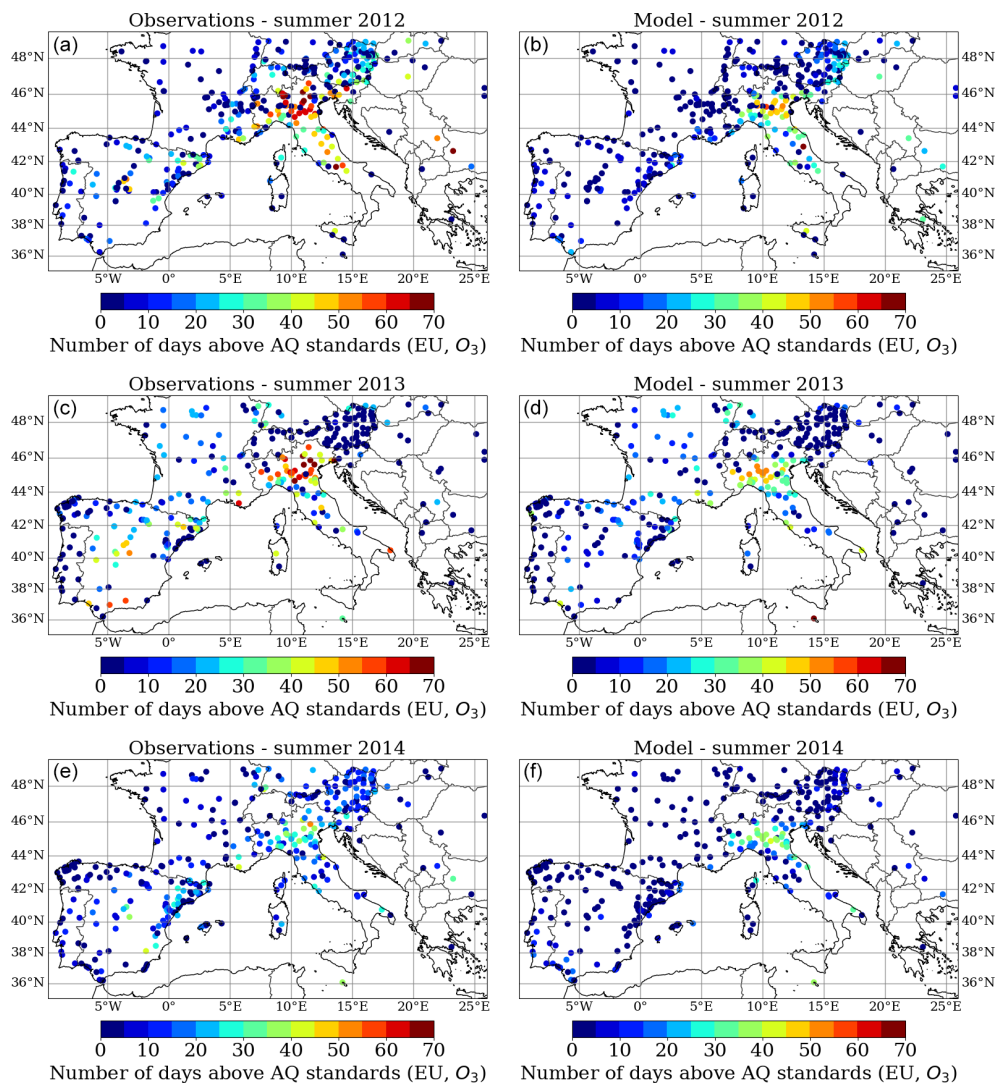 Observations - summer 2012
Model - summer 2012
(a)
(b)
48°N
46°N
44°N
42°N
40°N
38°N
36°N
48°N
46°N
44°N
42°N
40°N
38°N
36°N
5°W 0° 5°E 10°E 15°E 20°E 25°E
5°W 0° 5°E 10°E 15°E 20°E 25°E
0 10 20 30 40 50 60 70
0 10 20 30 40 50 60 70
Number of days above AQ standards (EU, O₃)
Number of days above AQ standards (EU, O₃)
Observations - summer 2013
Model - summer 2013
(c)
(d)
48°N
46°N
44°N
42°N
40°N
38°N
36°N
48°N
46°N
44°N
42°N
40°N
38°N
36°N
5°W 0° 5°E 10°E 15°E 20°E 25°E
5°W 0° 5°E 10°E 15°E 20°E 25°E
0 10 20 30 40 50 60 70
0 10 20 30 40 50 60 70
Number of days above AQ standards (EU, O₃)
Number of days above AQ standards (EU, O₃)
Observations - summer 2014
Model - summer 2014
(e)
(f)
48°N
46°N
44°N
42°N
40°N
38°N
36°N
48°N
46°N
44°N
42°N
40°N
38°N
36°N
5°W 0° 5°E 10°E 15°E 20°E 25°E
5°W 0° 5°E 10°E 15°E 20°E 25°E
0 10 20 30 40 50 60 70
0 10 20 30 40 50 60 70
Number of days above AQ standards (EU, O₃)
Number of days above AQ standards (EU, O₃)